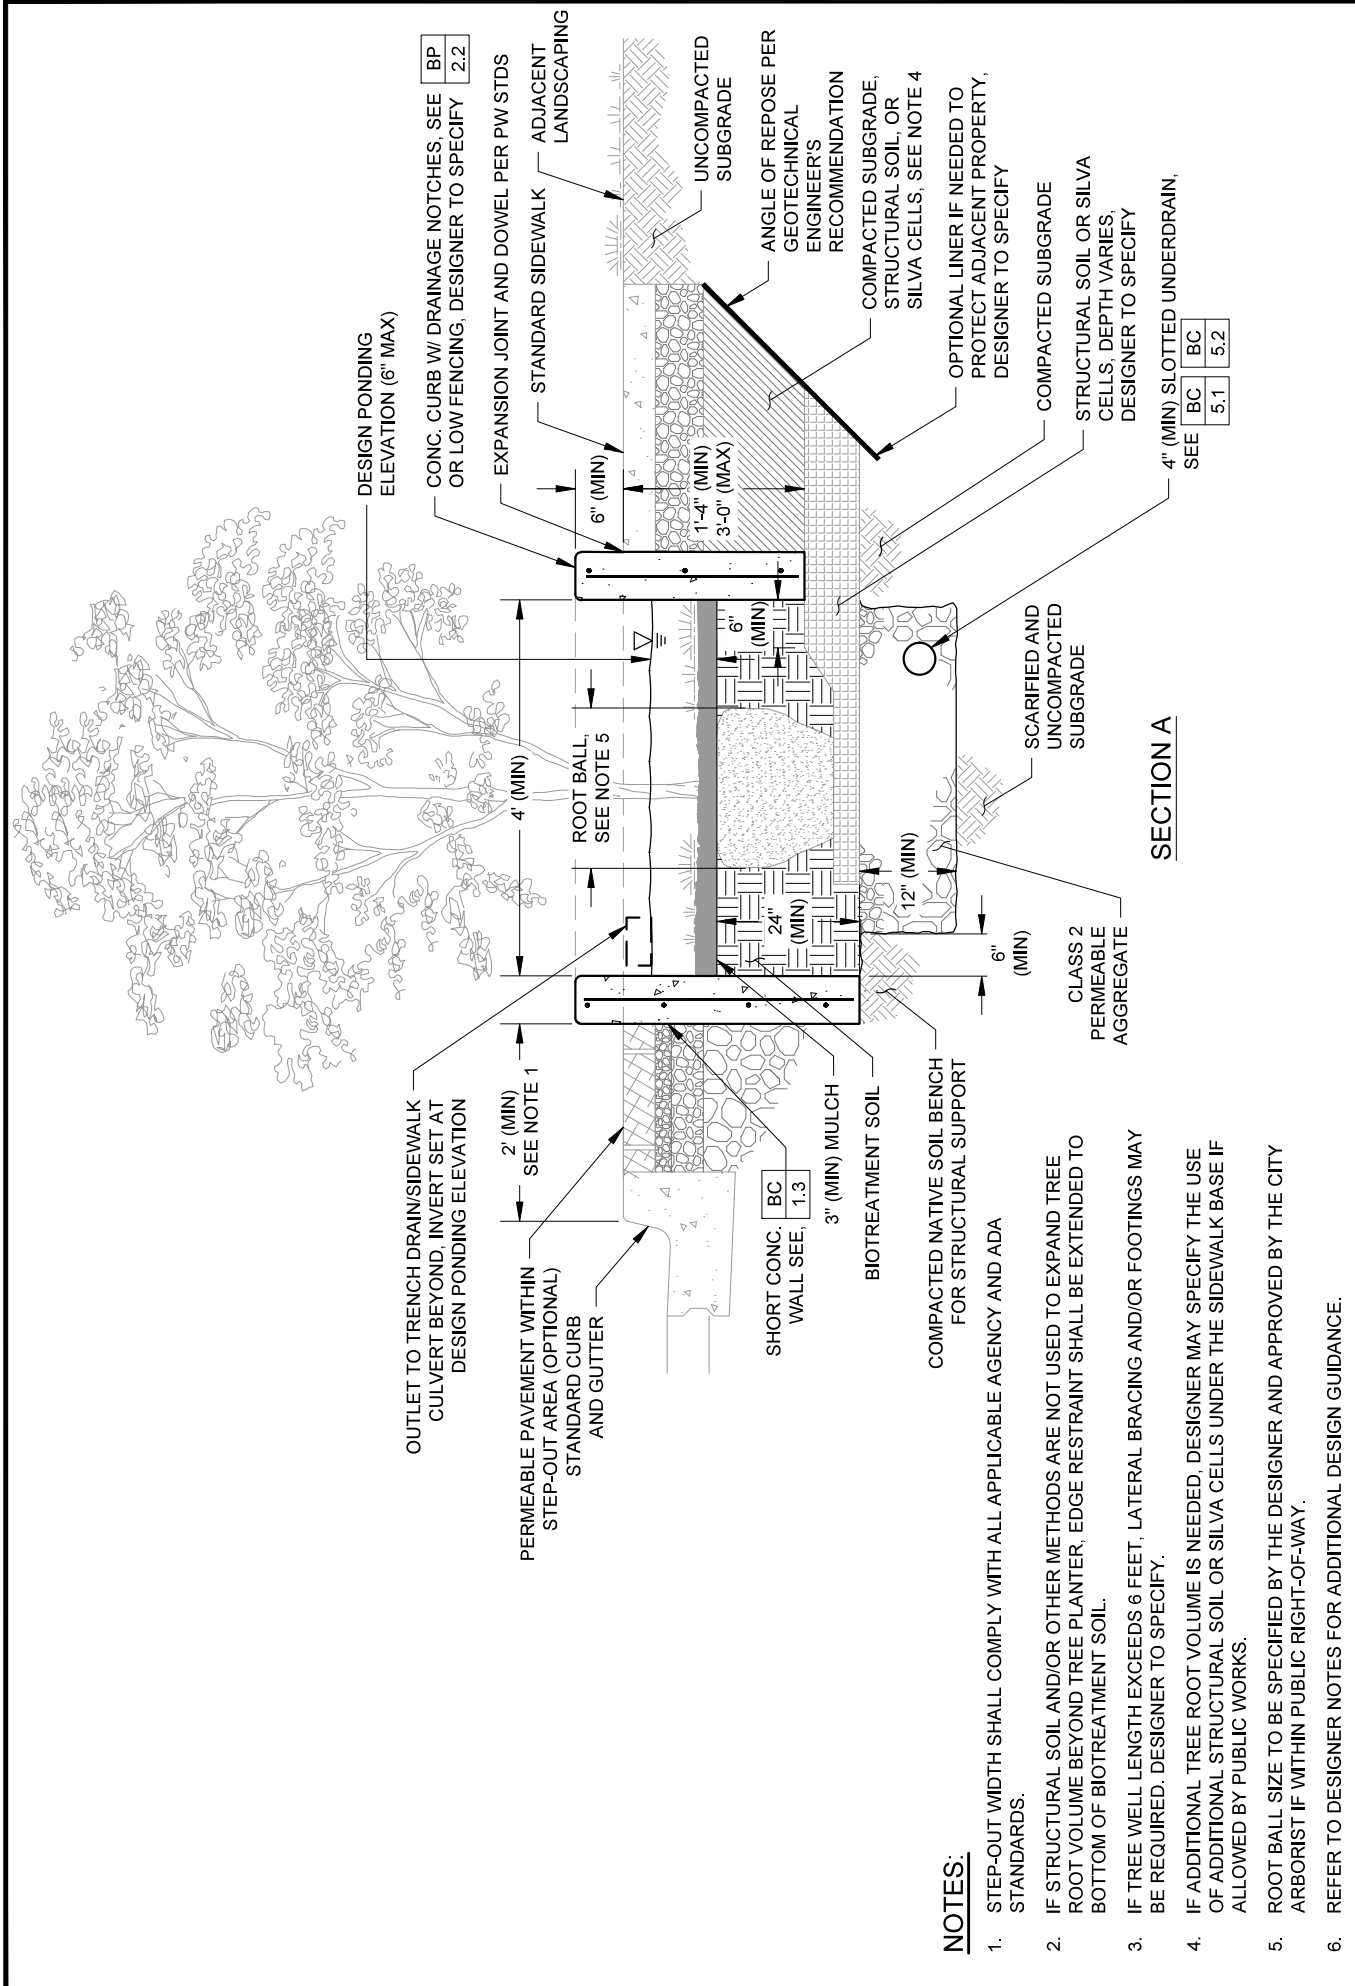 OUTLET TO TRENCH DRAIN/SIDEWALK
CULVERT BEYOND, INVERT SET AT
DESIGN PONDING ELEVATION
PERMEABLE PAVEMENT WITHIN
STEP-OUT AREA (OPTIONAL)
STANDARD CURB
AND GUTTER
2' (MIN)
SEE NOTE 1
4' (MIN)
ROOT BALL,
SEE NOTE 5
DESIGN PONDING
ELEVATION (6" MAX)
CONC. CURB W/ DRAINAGE NOTCHES, SEE
OR LOW FENCING, DESIGNER TO SPECIFY
BP
2.2
EXPANSION JOINT AND DOWEL PER PW STDS
STANDARD SIDEWALK
ADJACENT
LANDSCAPING
6" (MIN)
1'-4" (MIN)
3'-0" (MAX)
UNCOMPACTED
SUBGRADE
ANGLE OF REPOSE PER
GEOTECHNICAL
ENGINEER'S
RECOMMENDATION
COMPACTED SUBGRADE,
STRUCTURAL SOIL, OR
SILVA CELLS, SEE NOTE 4
OPTIONAL LINER IF NEEDED TO
PROTECT ADJACENT PROPERTY,
DESIGNER TO SPECIFY
COMPACTED SUBGRADE
STRUCTURAL SOIL OR SILVA
CELLS, DEPTH VARIES,
DESIGNER TO SPECIFY
4" (MIN) SLOTTED UNDERDRAIN,
SEE
BC
5.1
BC
5.2
6"
(MIN)
24"
(MIN)
12" (MIN)
6"
(MIN)
SCARIFIED AND
UNCOMPACTED
SUBGRADE
CLASS 2
PERMEABLE
AGGREGATE
SHORT CONC.
WALL SEE,
BC
1.3
3" (MIN) MULCH
BIOTREATMENT SOIL
COMPACTED NATIVE SOIL BENCH
FOR STRUCTURAL SUPPORT
SECTION A
NOTES:
1. STEP-OUT WIDTH SHALL COMPLY WITH ALL APPLICABLE AGENCY AND ADA
STANDARDS.
2. IF STRUCTURAL SOIL AND/OR OTHER METHODS ARE NOT USED TO EXPAND TREE
ROOT VOLUME BEYOND TREE PLANTER, EDGE RESTRAINT SHALL BE EXTENDED TO
BOTTOM OF BIOTREATMENT SOIL.
3. IF TREE WELL LENGTH EXCEEDS 6 FEET, LATERAL BRACING AND/OR FOOTINGS MAY
BE REQUIRED. DESIGNER TO SPECIFY.
4. IF ADDITIONAL TREE ROOT VOLUME IS NEEDED, DESIGNER MAY SPECIFY THE USE
OF ADDITIONAL STRUCTURAL SOIL OR SILVA CELLS UNDER THE SIDEWALK BASE IF
ALLOWED BY PUBLIC WORKS.
5. ROOT BALL SIZE TO BE SPECIFIED BY THE DESIGNER AND APPROVED BY THE CITY
ARBORIST IF WITHIN PUBLIC RIGHT-OF-WAY.
6. REFER TO DESIGNER NOTES FOR ADDITIONAL DESIGN GUIDANCE.